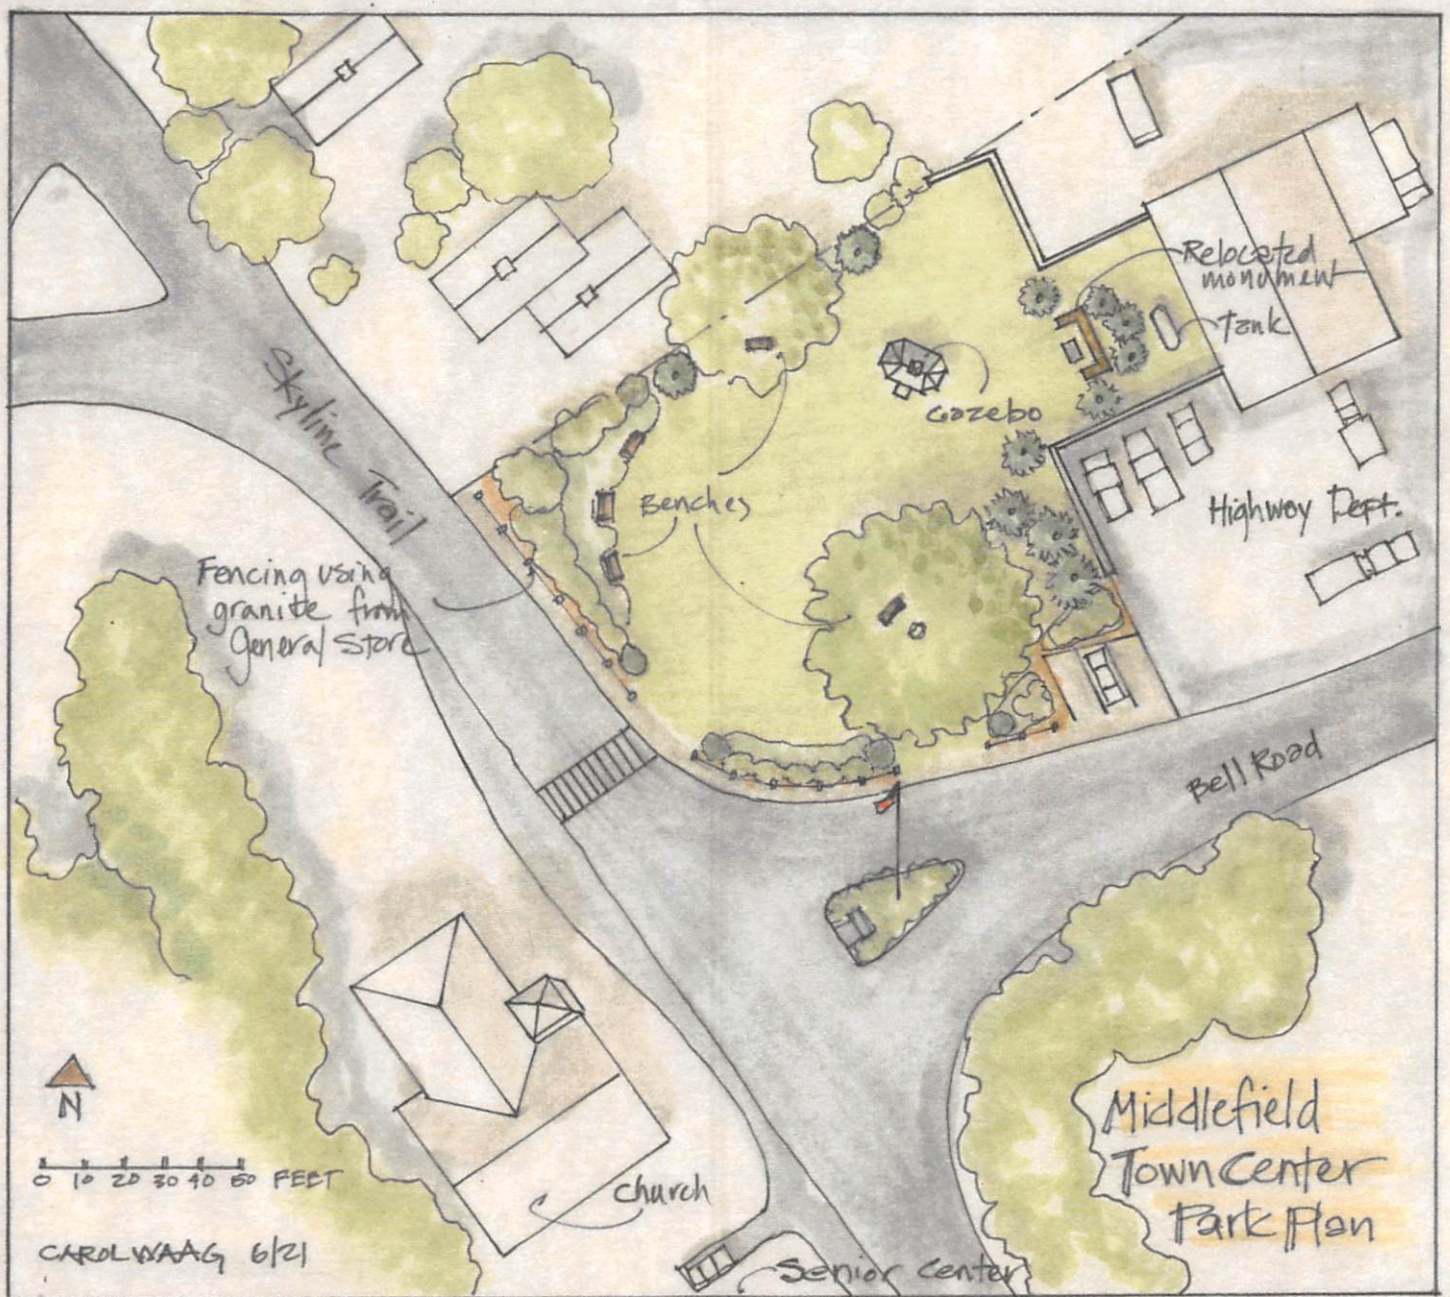 Relocated
monument
Tank
Gazebo
Skyline Trail
Benches
Highway Dept.
Fencing using
granite from
General Store
Bell Road
N
0 10 20 30 40 50 FEET
CAROL WAAG 6/21
Church
Senior Center
Middlefield
Town Center
Park Plan